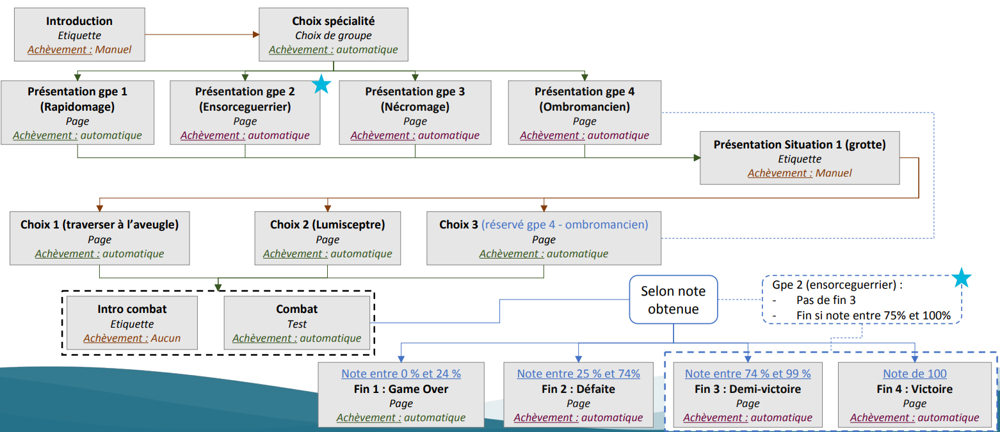 Introduction
Etiquette
Achèvement : Manuel
Choix spécialité
Choix de groupe
Achèvement : automatique
Présentation gpe 1
(Rapidomage)
Page
Achèvement : automatique
Présentation gpe 2
(Ensorceguerrier)
Page
Achèvement : automatique
Présentation gpe 3
(Nécromage)
Page
Achèvement : automatique
Présentation gpe 4
(Ombromancien)
Page
Achèvement : automatique
Présentation Situation 1 (grotte)
Etiquette
Achèvement : Manuel
Choix 1 (traverser à l’aveugle)
Page
Achèvement : automatique
Choix 2 (Lumisceptre)
Page
Achèvement : automatique
Choix 3 (réservé gpe 4 - ombromancien)
Page
Achèvement : automatique
Intro combat
Etiquette
Achèvement : Aucun
Combat
Test
Achèvement : automatique
Selon note
obtenue
Gpe 2 (ensorceguerrier) :
- Pas de fin 3
- Fin si note entre 75% et 100%
Note entre 0 % et 24 %
Fin 1 : Game Over
Page
Achèvement : automatique
Note entre 25 % et 74%
Fin 2 : Défaite
Page
Achèvement : automatique
Note entre 74 % et 99 %
Fin 3 : Demi-victoire
Page
Achèvement : automatique
Note de 100
Fin 4 : Victoire
Page
Achèvement : automatique